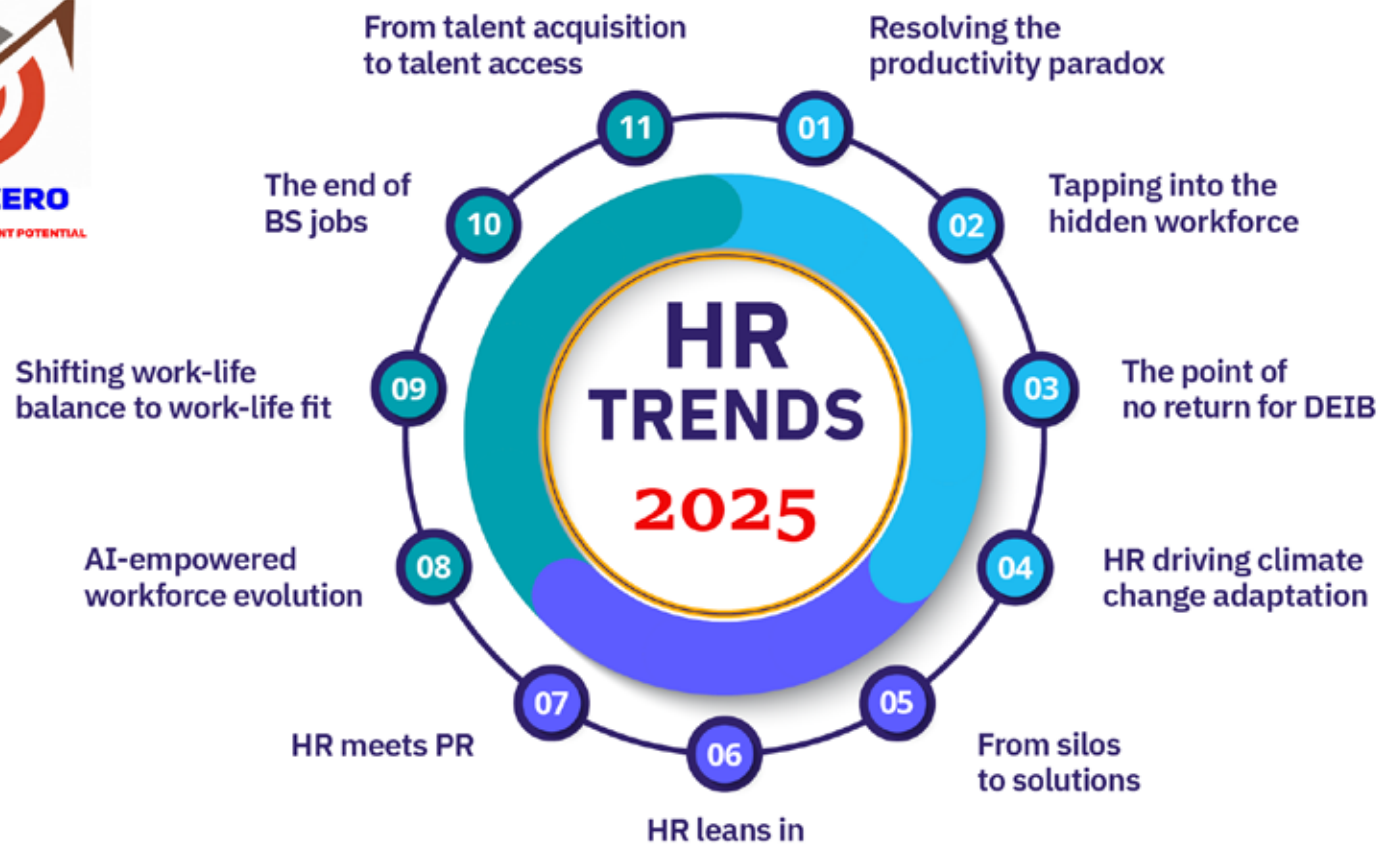 From talent acquisition
to talent access
11
Resolving the
productivity paradox
01
Tapping into the
hidden workforce
02
The point of
no return for DEIB
03
HR driving climate
change adaptation
04
From silos
to solutions
05
HR leans in
06
HR meets PR
07
AI-empowered
workforce evolution
08
Shifting work-life
balance to work-life fit
09
The end of
BS jobs
10
HR
TRENDS
2025
POTENTIAL